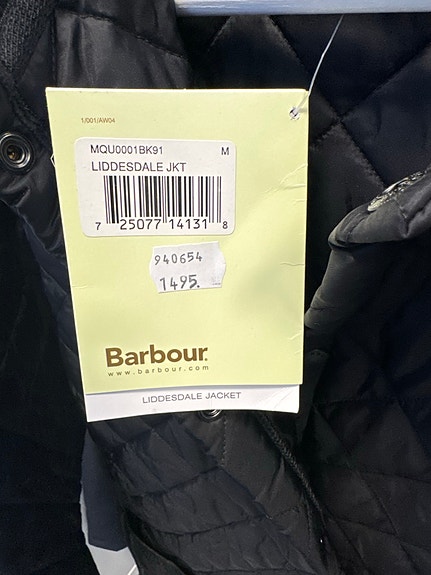 1/001/AW04
MQU0001BK91 M
LIDDESDALE JKT
7 25077 14131 8
940654
1495.
Barbour
www.barbour.com
LIDDESDALE JACKET